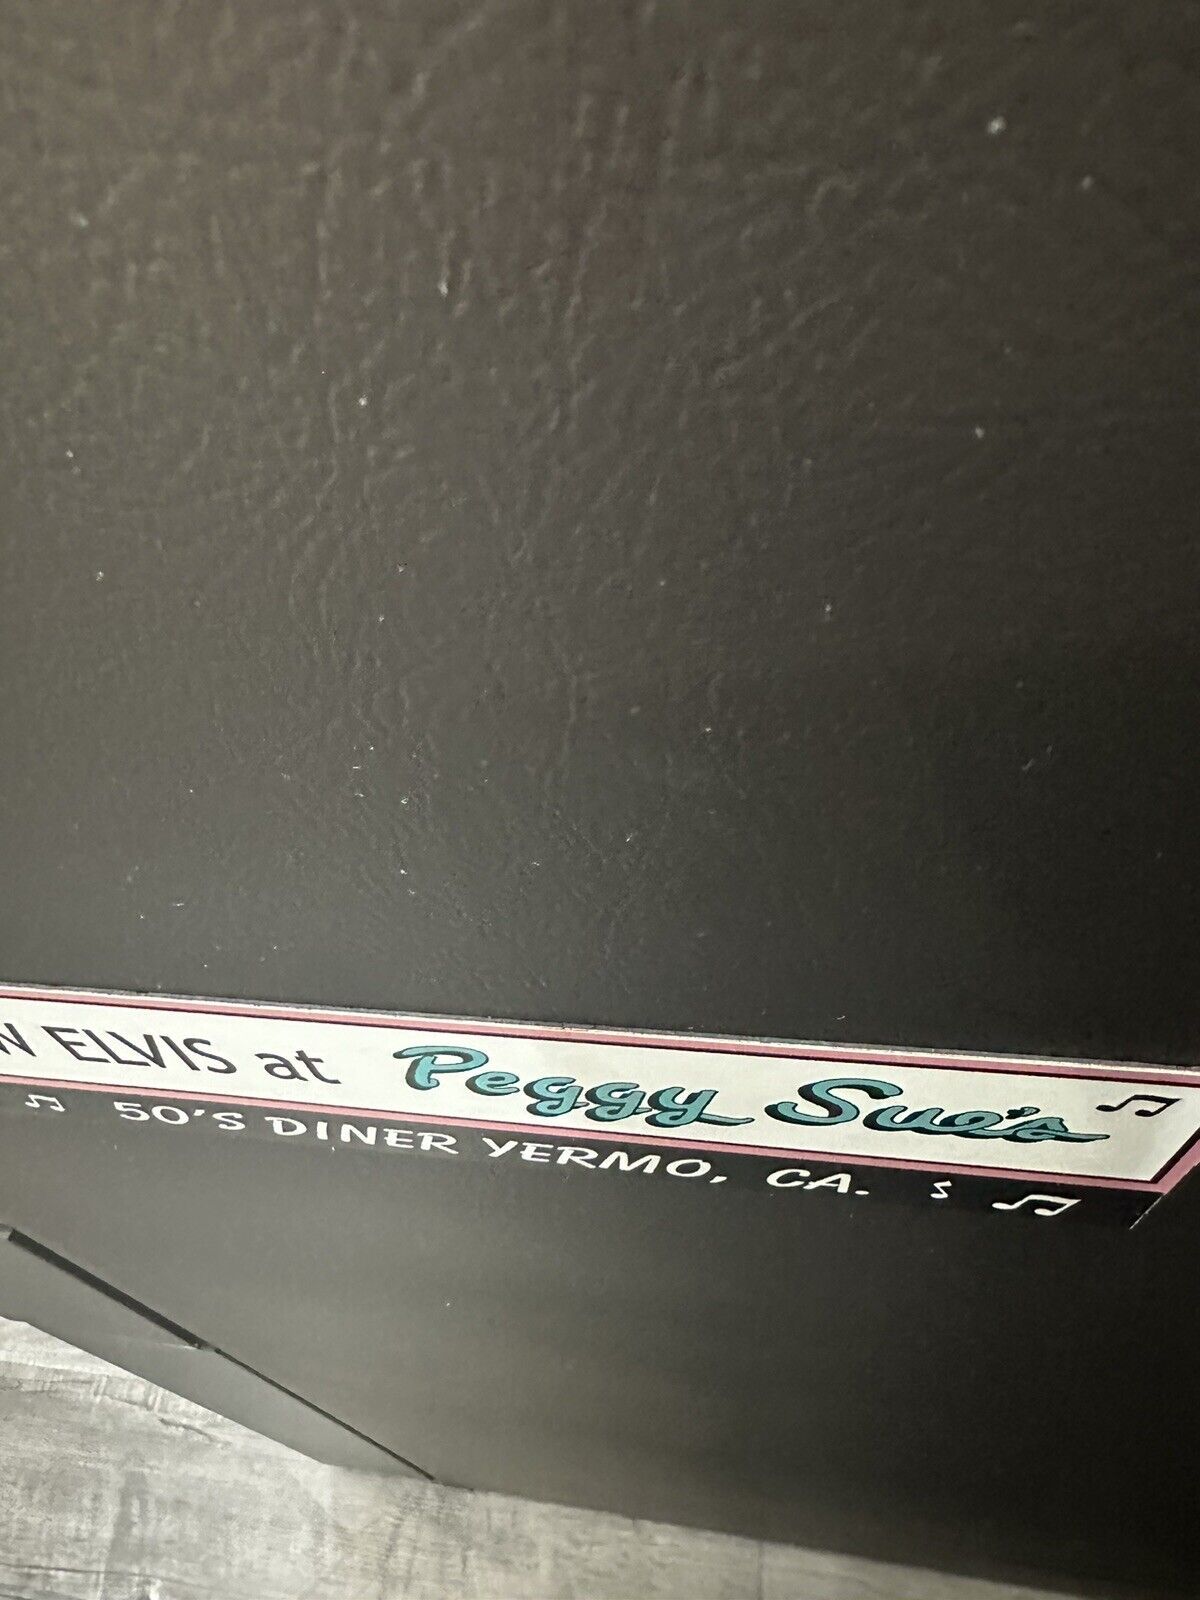 ELVIS at Peggy Sue's
50'S DINER YERMO, CA.